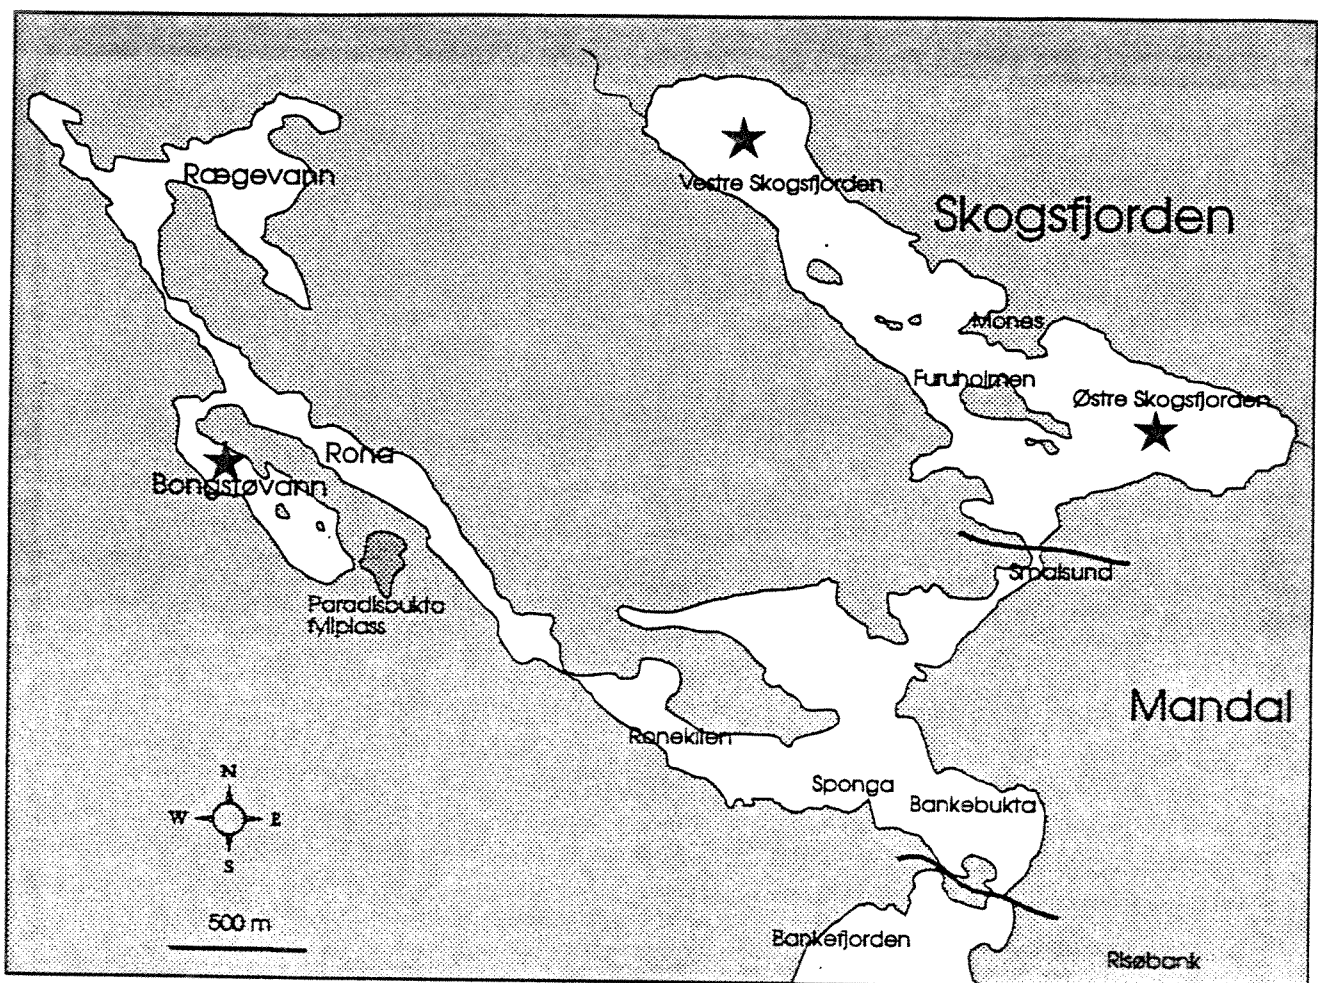 Rægevann
Vestre Skogsfjorden
Skogsfjorden
Mønes
Furuholmen
Østre Skogsfjorden
Rona
Bongstøvann
Smalsund
Paradisbukta
fyllplass
Mandal
Ronekilen
Sponga
Bankebukta
N
W
E
S
500 m
Bankefjorden
Risøbank